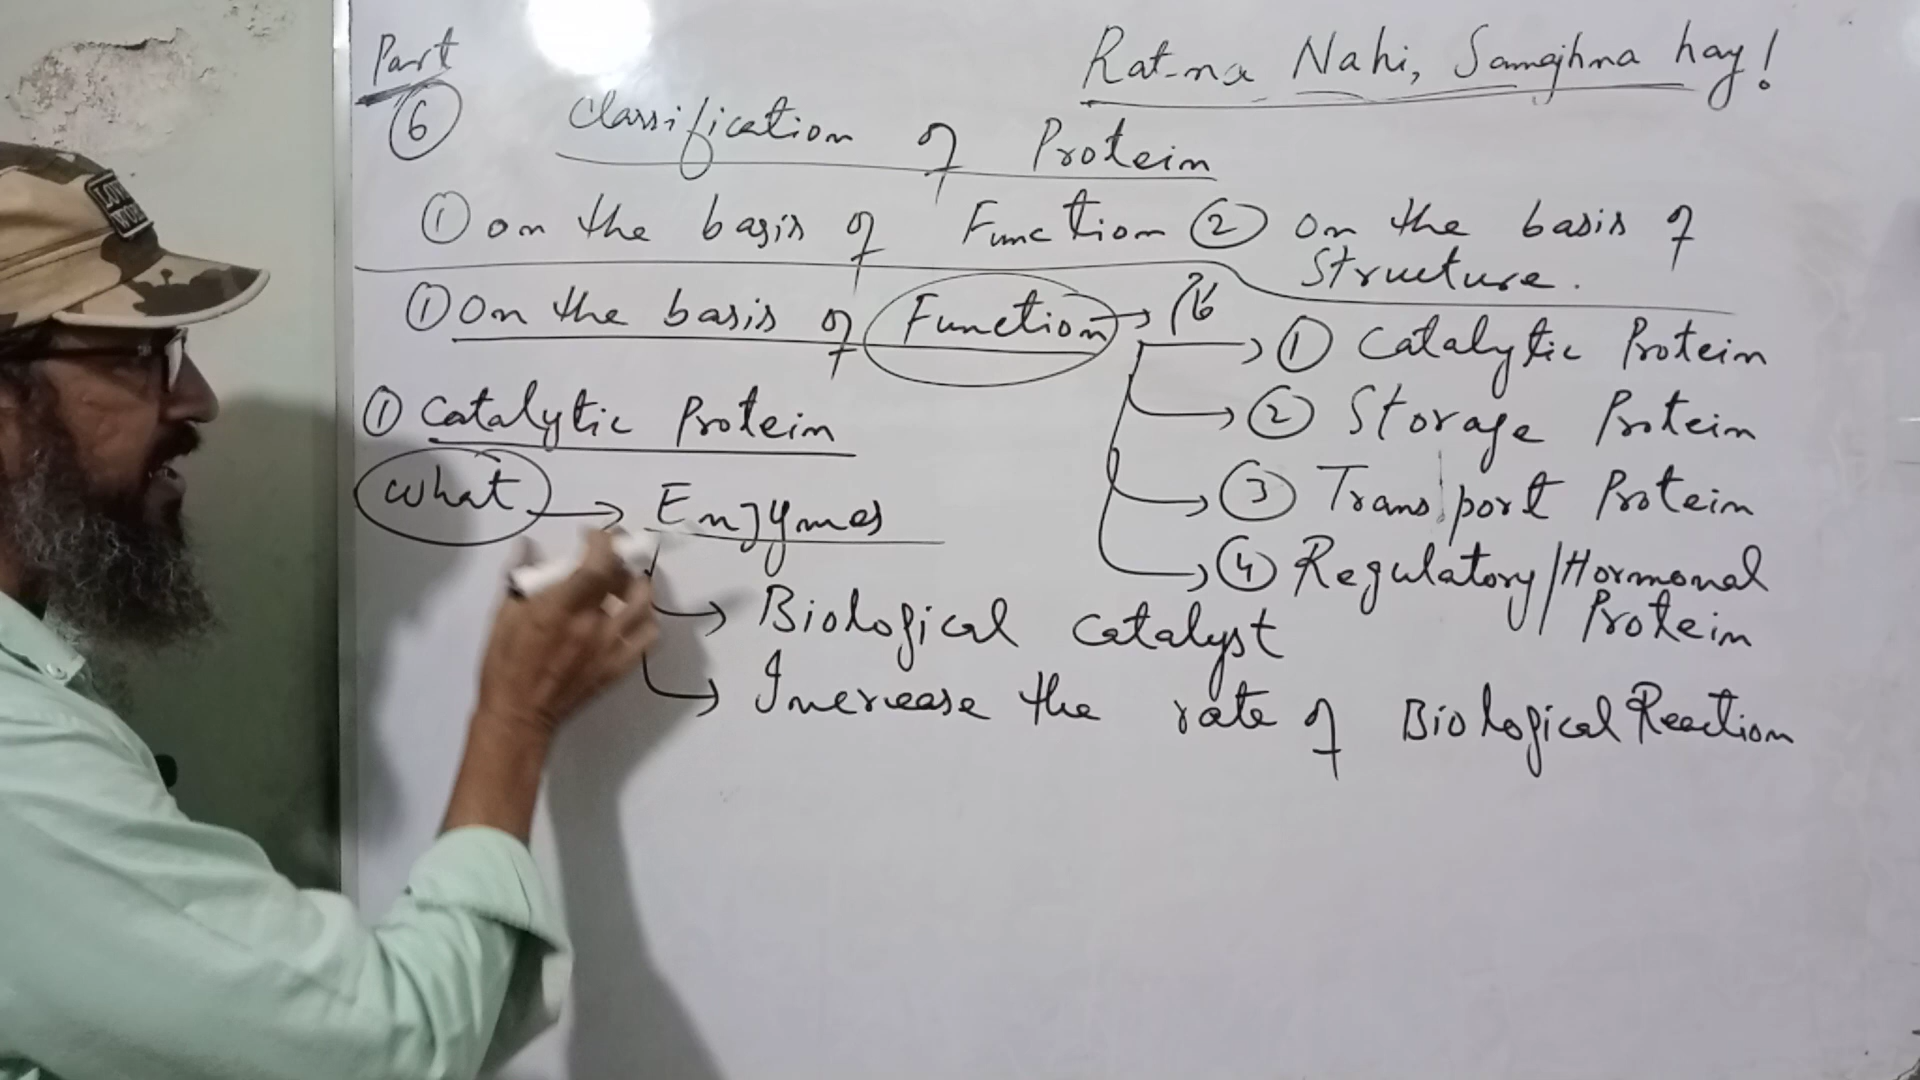 Part
⑥
Ratna Nahi, Samajhna hay!
Classification of Protein
① on the basis of Function ② on the basis of
Structure.
① On the basis of Function →
→ ① Catalytic Protein
→ ② Storage Protein
→ ③ Transport Protein
→ ④ Regulatory/Hormonal
Protein
① Catalytic Protein
What → Enzymes
→ Biological catalyst
→ Increase the rate of Biological Reaction